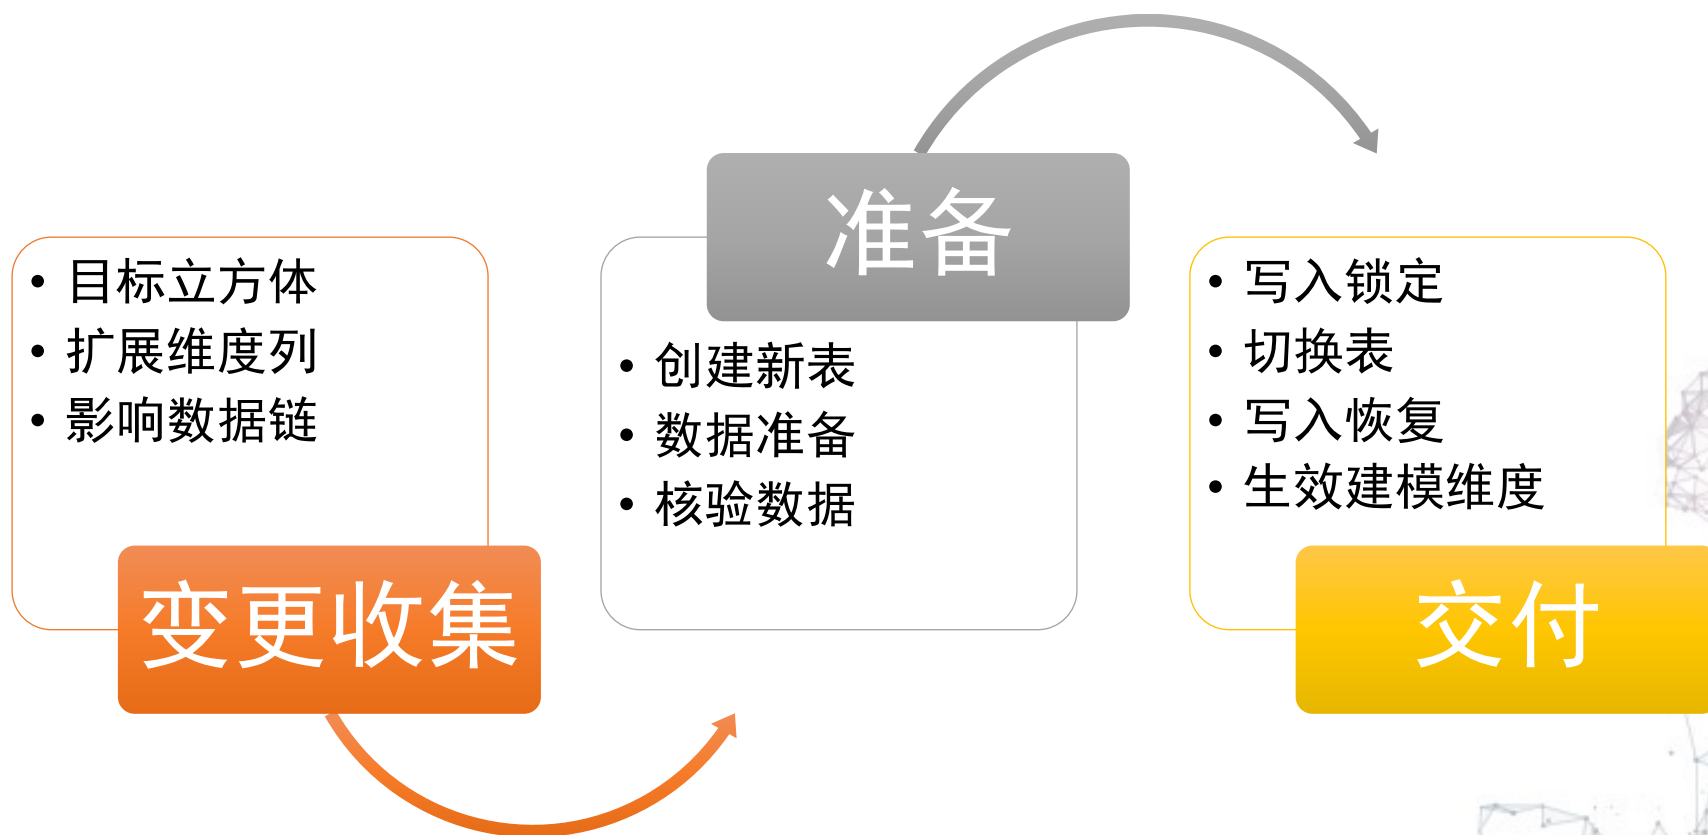 • 目标立方体
• 扩展维度列
• 影响数据链
变更收集
准备
• 创建新表
• 数据准备
• 核验数据
• 写入锁定
• 切换表
• 写入恢复
• 生效建模维度
交付